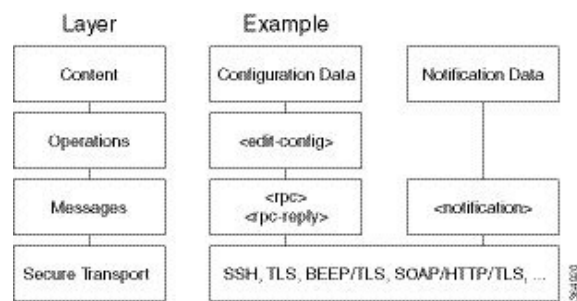 Layer
Example
Content
Configuration Data
Notification Data
Operations
<edit-config>
Messages
<rpc>
<rpc-reply>
<notification>
Secure Transport
SSH, TLS, BEEP/TLS, SOAP/HTTP/TLS, ...